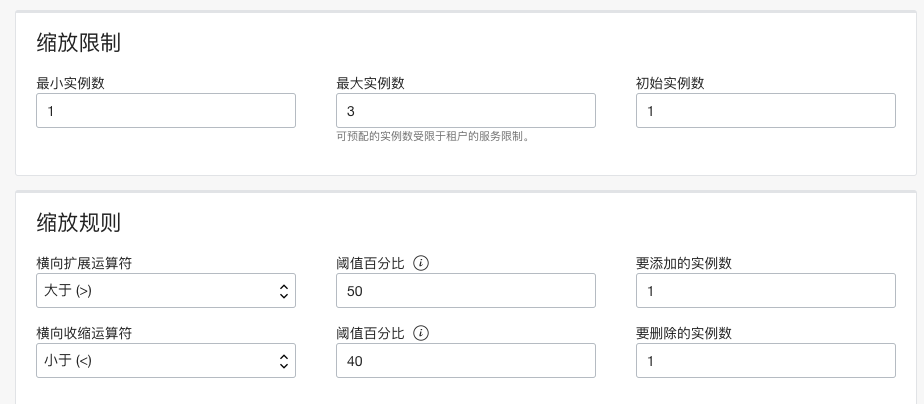 缩放限制
最小实例数 最大实例数 初始实例数
1 3 1
可预配的实例数受限于租户的服务限制。
缩放规则
横向扩展运算符 阈值百分比 要添加的实例数
大于 (>) 50 1
横向收缩运算符 阈值百分比 要删除的实例数
小于 (<) 40 1